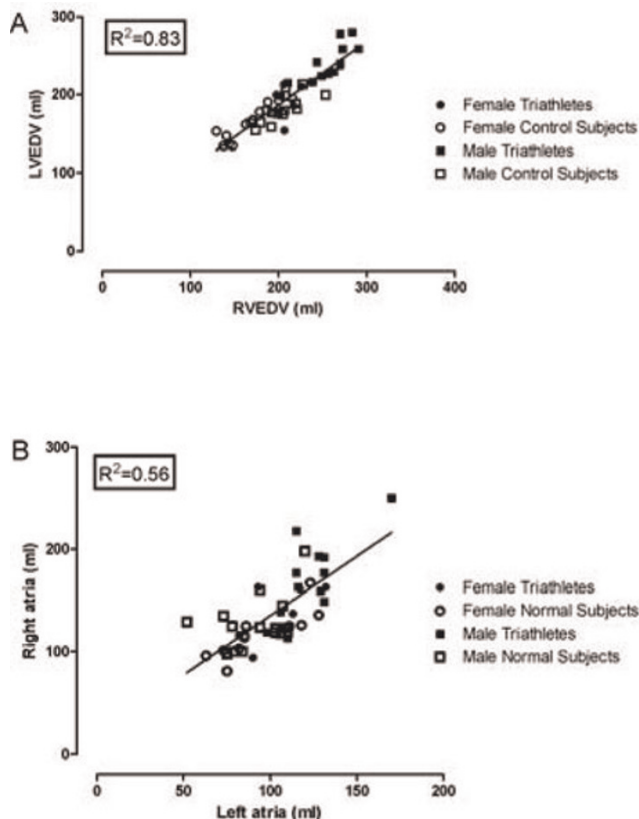 A
R²=0.83
300
200
100
0
LVEDV (ml)
0 100 200 300 400
RVEDV (ml)
Female Triathletes
Female Control Subjects
Male Triathletes
Male Control Subjects
B
R²=0.56
300
200
100
0
Right atria (ml)
0 50 100 150 200
Left atria (ml)
Female Triathletes
Female Normal Subjects
Male Triathletes
Male Normal Subjects